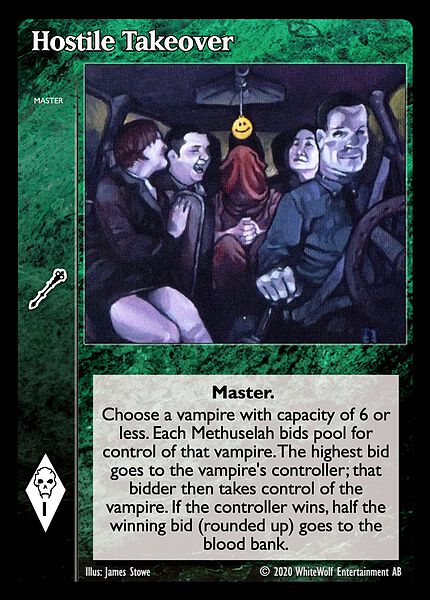 Hostile Takeover
MASTER
Master.
Choose a vampire with capacity of 6 or
less. Each Methuselah bids pool for
control of that vampire. The highest bid
goes to the vampire's controller; that
bidder then takes control of the
vampire. If the controller wins, half the
winning bid (rounded up) goes to the
blood bank.
I
Illus: James Stowe
© 2020 WhiteWolf Entertainment AB